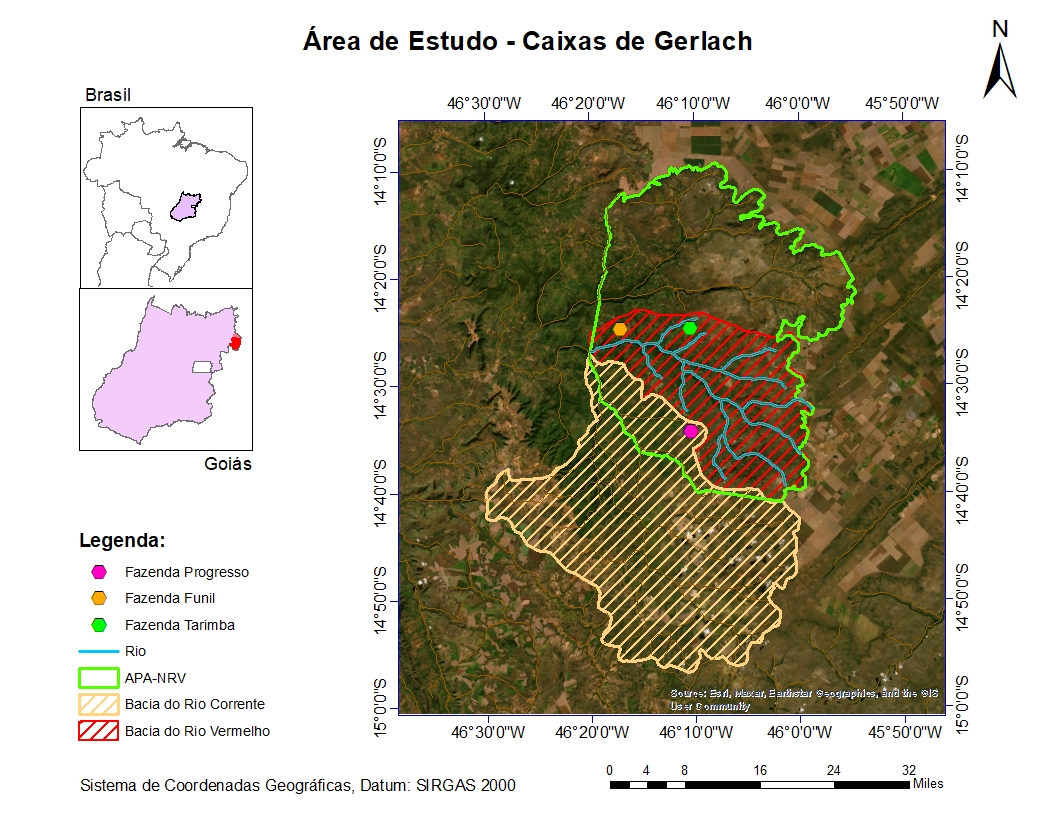 Área de Estudo - Caixas de Gerlach
N
Brasil
Goiás
46°30'0"W 46°20'0"W 46°10'0"W 46°0'0"W 45°50'0"W
14°10'0"S 14°10'0"S
14°20'0"S 14°20'0"S
14°30'0"S 14°30'0"S
14°40'0"S 14°40'0"S
14°50'0"S 14°50'0"S
15°0'0"S 15°0'0"S
Source: Esri, Maxar, Earthstar Geographics, and the GIS
User Community
46°30'0"W 46°20'0"W 46°10'0"W 46°0'0"W 45°50'0"W
Legenda:
Fazenda Progresso
Fazenda Funil
Fazenda Tarimba
Rio
APA-NRV
Bacia do Rio Corrente
Bacia do Rio Vermelho
Sistema de Coordenadas Geográficas, Datum: SIRGAS 2000
0 4 8 16 24 32
Miles